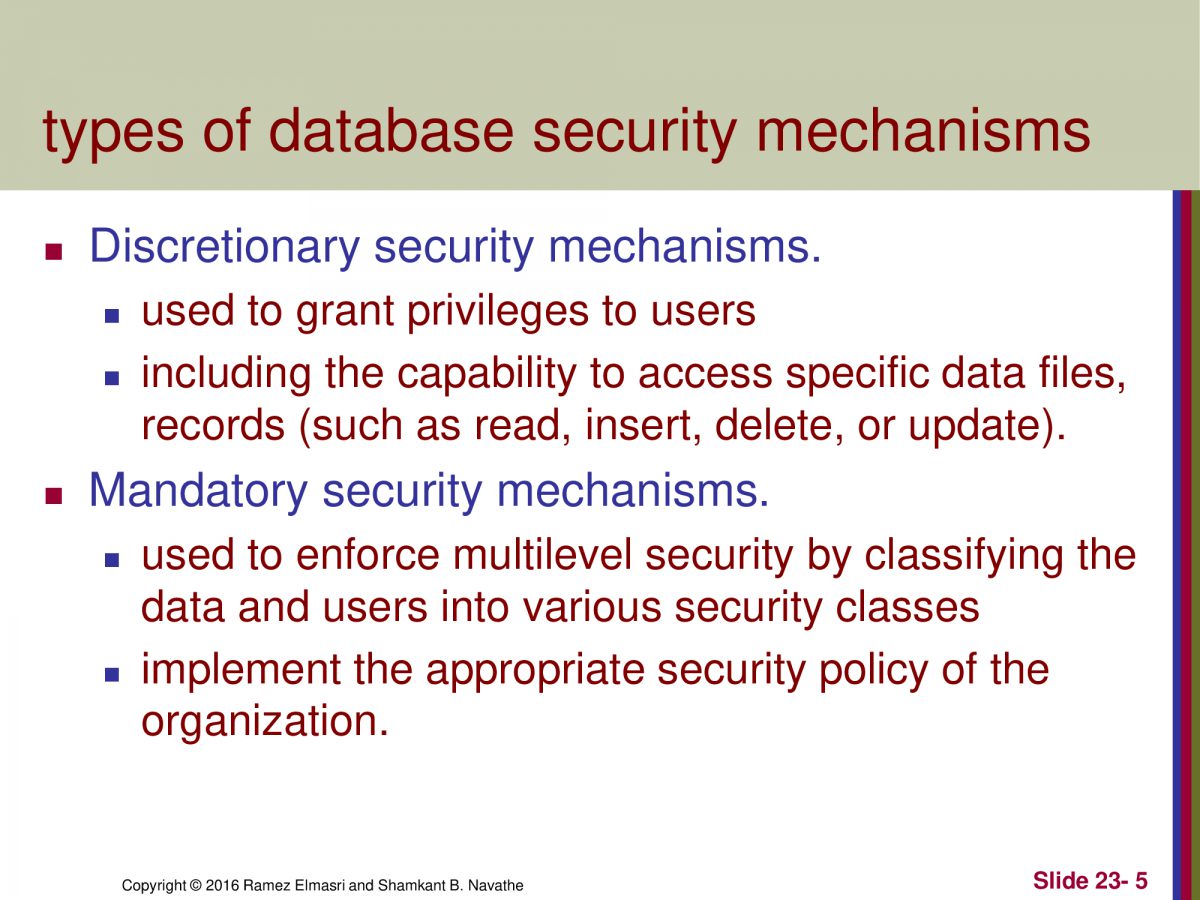 types of database security mechanisms
Discretionary security mechanisms.
used to grant privileges to users
including the capability to access specific data files,
records (such as read, insert, delete, or update).
Mandatory security mechanisms.
used to enforce multilevel security by classifying the
data and users into various security classes
implement the appropriate security policy of the
organization.
Copyright © 2016 Ramez Elmasri and Shamkant B. Navathe
Slide 23- 5